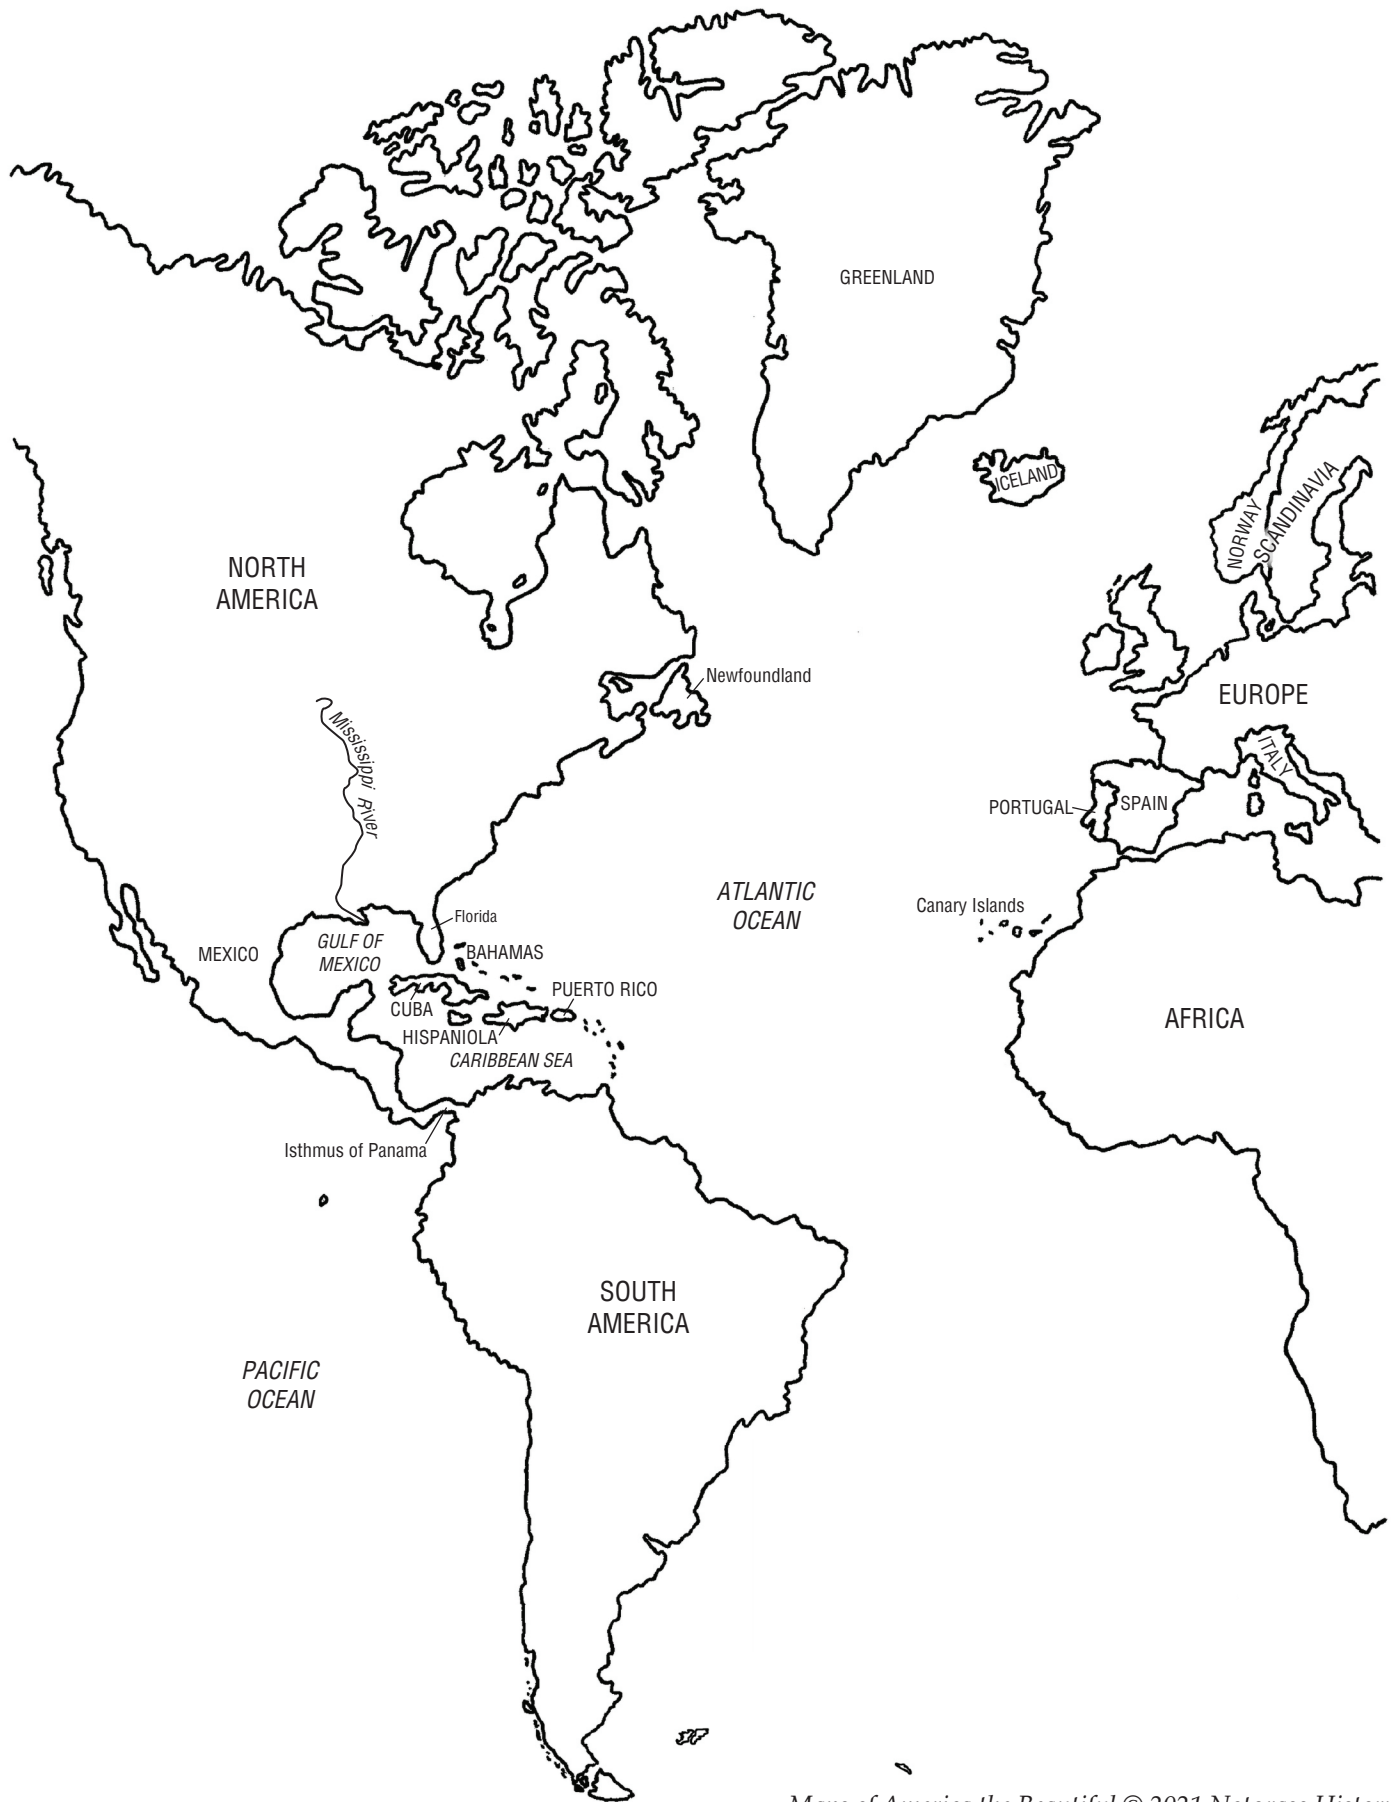 GREENLAND
ICELAND
NORWAY
SCANDINAVIA
NORTH
AMERICA
Newfoundland
EUROPE
Mississippi River
ITALY
PORTUGAL
SPAIN
ATLANTIC
OCEAN
Canary Islands
Florida
GULF OF
MEXICO
MEXICO
BAHAMAS
PUERTO RICO
CUBA
HISPANIOLA
CARIBBEAN SEA
AFRICA
Isthmus of Panama
SOUTH
AMERICA
PACIFIC
OCEAN